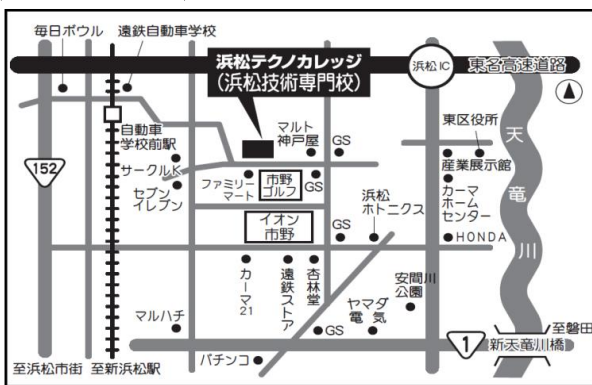 毎日ボウル
遠鉄自動車学校
浜松テクノカレッジ
(浜松技術専門校)
浜松IC
東名高速道路
自動車
学校前駅
マルト
神戸屋
GS
東区役所
天竜川
152
サークルK
セブン
イレブン
ファミリー
マート
市野
ゴルフ
GS
産業展示館
カーマ
ホーム
センター
イオン
市野
浜松
ホトニクス
GS
HONDA
カーマ21
遠鉄ストア
杏林堂
安間川
公園
マルハチ
GS
ヤマダ
電気
1
至磐田
新天竜川橋
至浜松市街
至新浜松駅
パチンコ